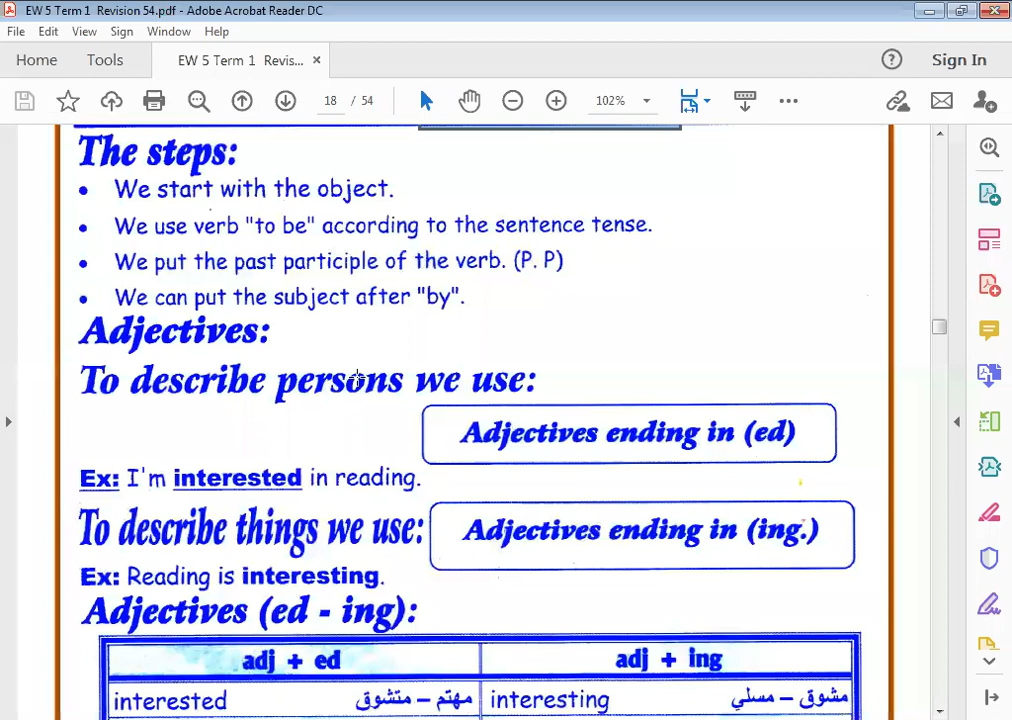 EW 5 Term 1  Revision 54.pdf - Adobe Acrobat Reader DC
File Edit View Sign Window Help
Home Tools EW 5 Term 1  Revis... × Sign In
18 / 54 102%
The steps:
• We start with the object.
• We use verb "to be" according to the sentence tense.
• We put the past participle of the verb. (P. P)
• We can put the subject after "by".
Adjectives:
To describe persons we use:
Adjectives ending in (ed)
Ex: I'm interested in reading.
To describe things we use:
Adjectives ending in (ing.)
Ex: Reading is interesting.
Adjectives (ed - ing):
adj + ed adj + ing
interested مهتم – متشوق interesting مشوق – مسلي